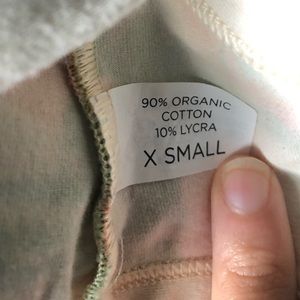 90% ORGANIC
COTTON
10% LYCRA
X SMALL